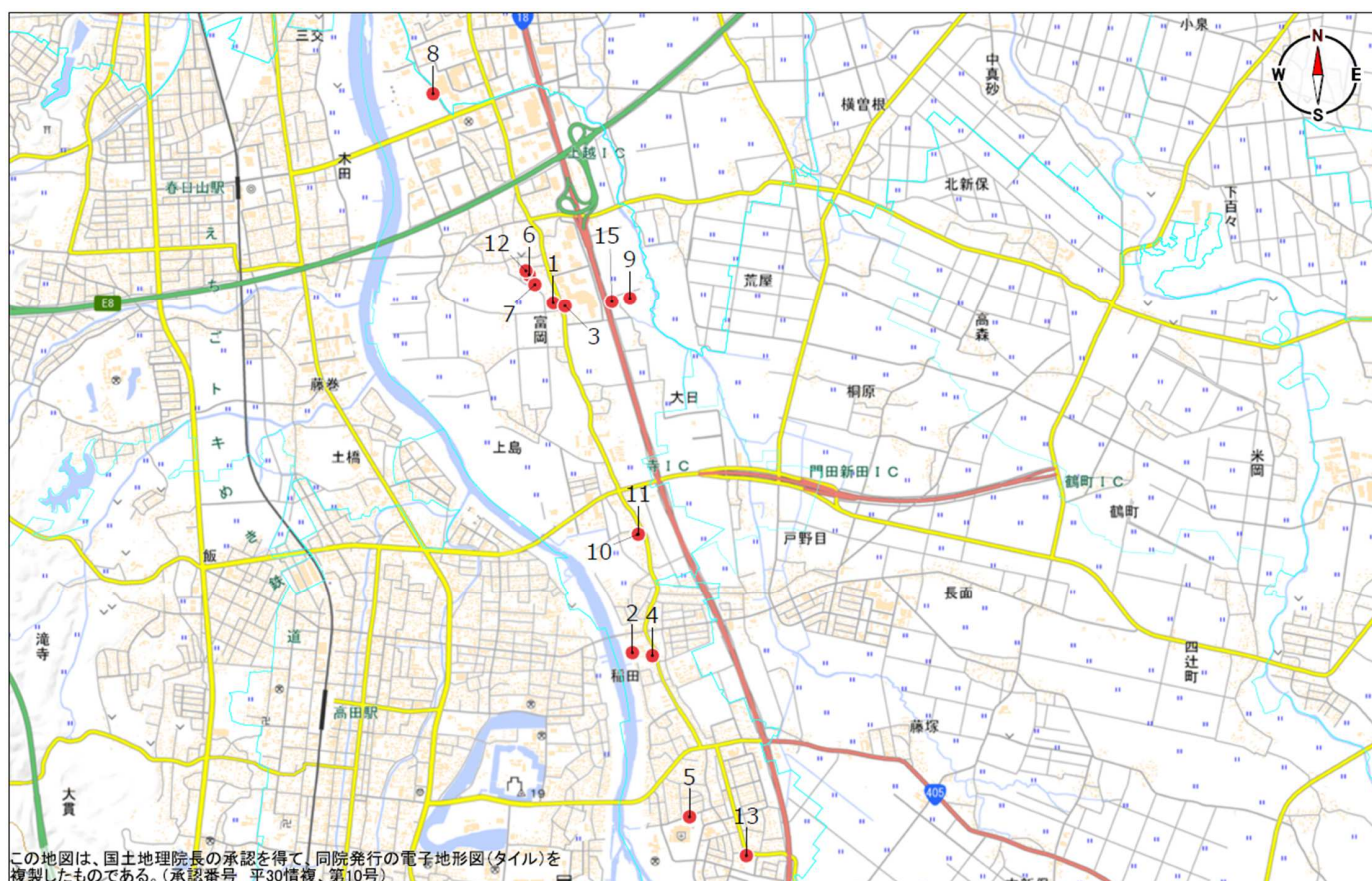 18
三交
小泉
N
W
E
S
8
中真砂
横曽根
木田
上越IC
春日山駅
北新保
下百々
えちごトキめき鉄道
12
6
1
15
9
荒屋
E8
7
3
富岡
高森
藤巻
大日
桐原
上島
土橋
寺IC
門田新田IC
米岡
鶴町IC
鶴町
11
10
戸野目
飯
長面
2
4
滝寺
稲田
四辻町
高田駅
藤塚
19
405
5
大貫
13
この地図は、国土地理院長の承認を得て、同院発行の電子地形図(タイル)を
複製したものである。(承認番号 平30情複、第10号)